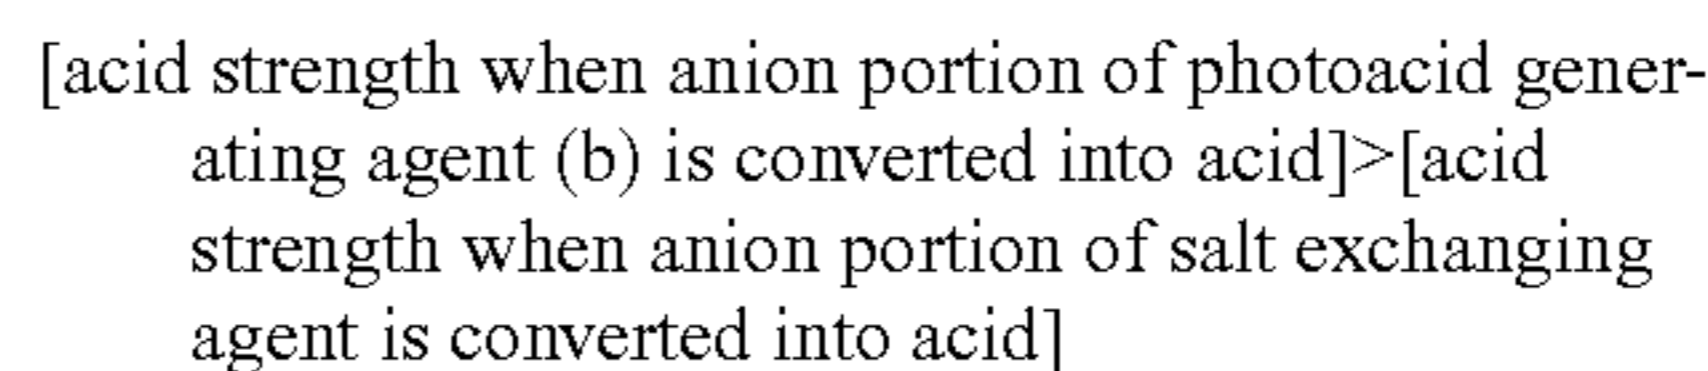 [acid strength when anion portion of photoacid gener-
ating agent (b) is converted into acid]>[acid
strength when anion portion of salt exchanging
agent is converted into acid]